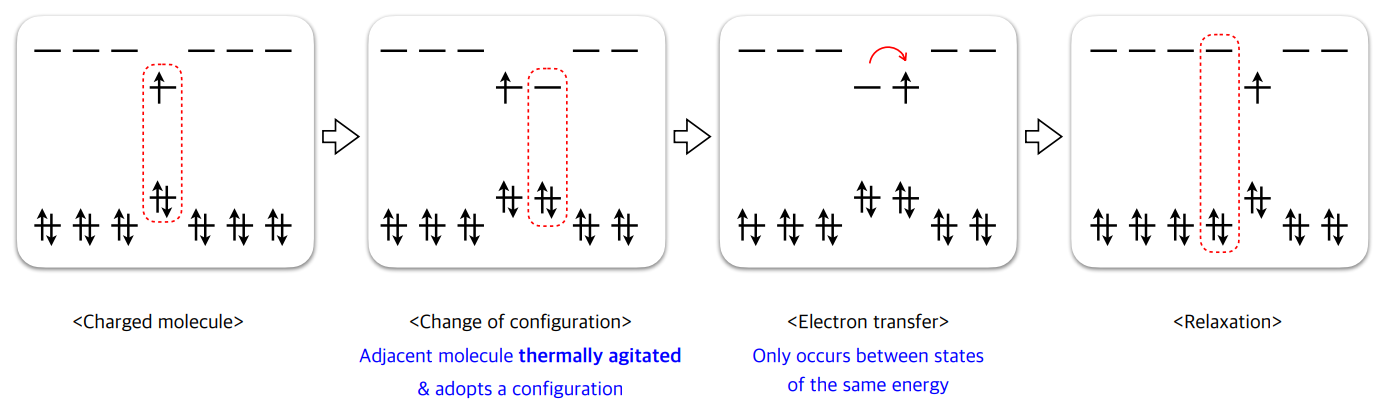 <Charged molecule>
<Change of configuration>
Adjacent molecule thermally agitated
& adopts a configuration
<Electron transfer>
Only occurs between states
of the same energy
<Relaxation>